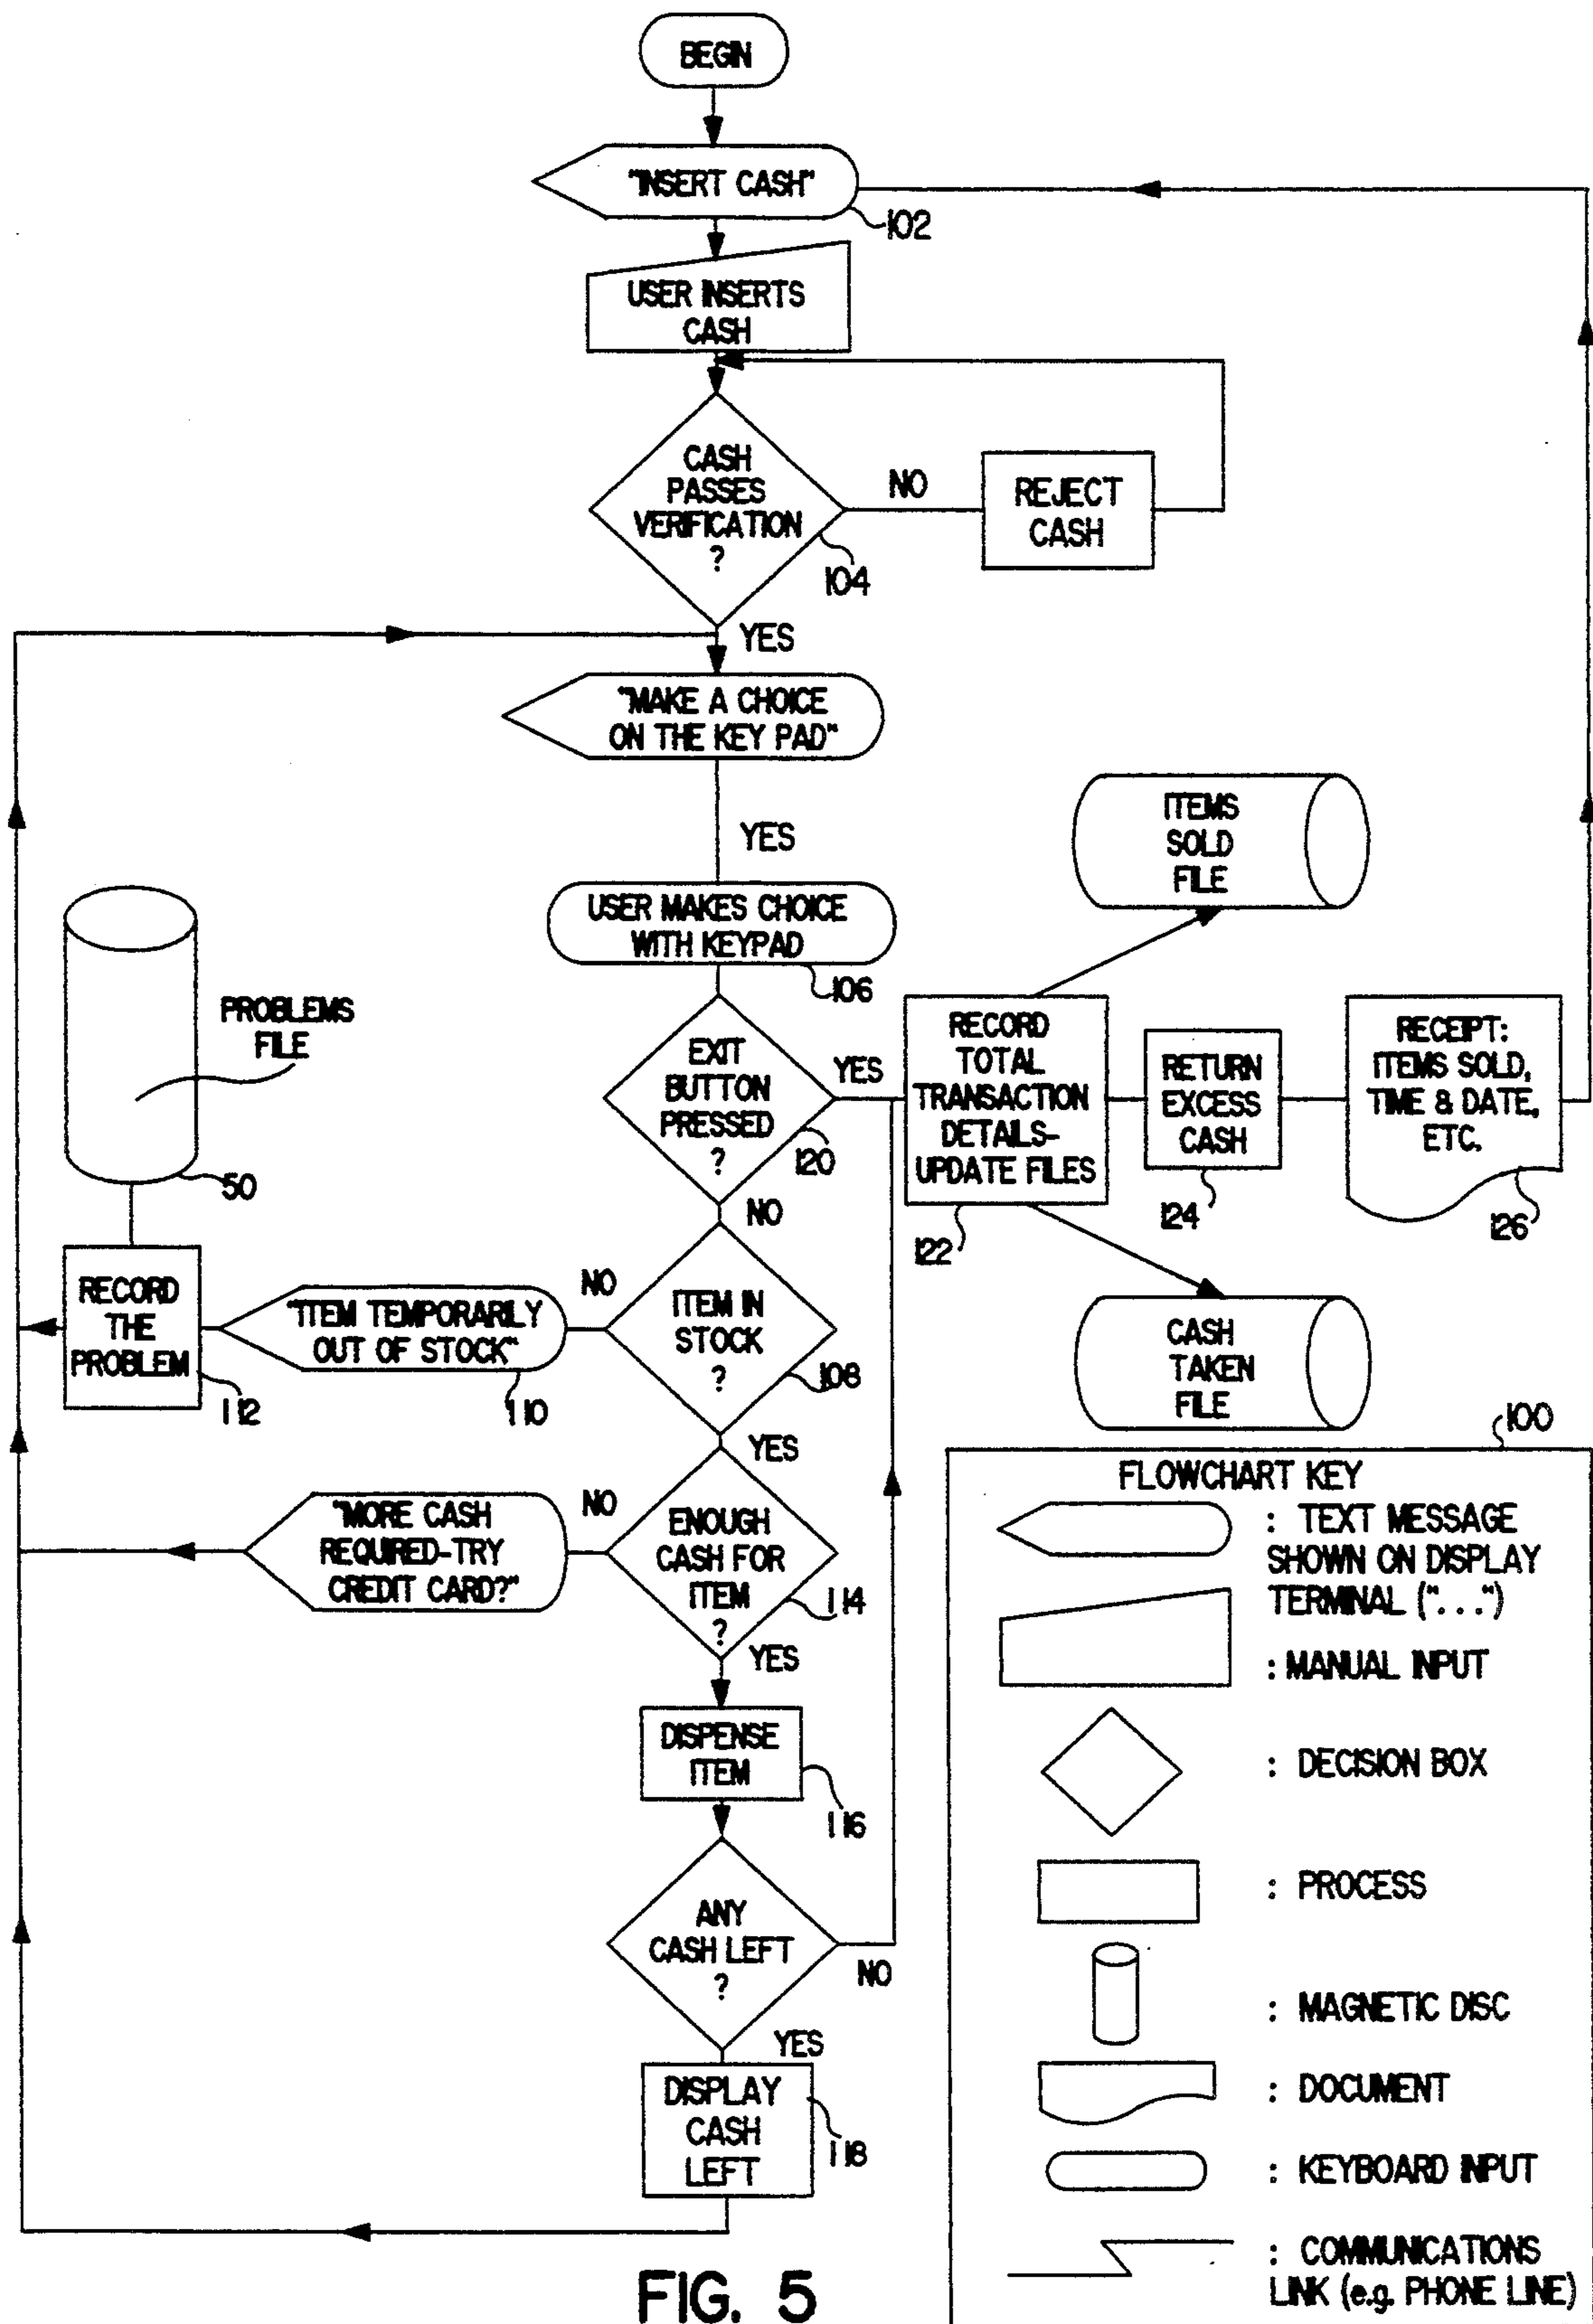 BEGIN
"INSERT CASH"
102
USER INSERTS
CASH
CASH
PASSES
VERIFICATION
?
104
NO
REJECT
CASH
YES
"MAKE A CHOICE
ON THE KEY PAD"
YES
USER MAKES CHOICE
WITH KEYPAD
106
PROBLEMS
FILE
50
EXIT
BUTTON
PRESSED
?
120
YES
NO
RECORD
TOTAL
TRANSACTION
DETAILS-
UPDATE FILES
122
ITEMS
SOLD
FILE
RETURN
EXCESS
CASH
124
RECEIPT:
ITEMS SOLD,
TIME & DATE,
ETC.
126
CASH
TAKEN
FILE
RECORD
THE
PROBLEM
112
"ITEM TEMPORARILY
OUT OF STOCK"
110
NO
ITEM IN
STOCK
?
108
YES
"MORE CASH
REQUIRED-TRY
CREDIT CARD?"
NO
ENOUGH
CASH FOR
ITEM
?
114
YES
DISPENSE
ITEM
116
ANY
CASH LEFT
?
NO
YES
DISPLAY
CASH
LEFT
118
100
FLOWCHART KEY
: TEXT MESSAGE
SHOWN ON DISPLAY
TERMINAL ("...")
: MANUAL INPUT
: DECISION BOX
: PROCESS
: MAGNETIC DISC
: DOCUMENT
: KEYBOARD INPUT
: COMMUNICATIONS
LINK (e.g. PHONE LINE)
FIG. 5